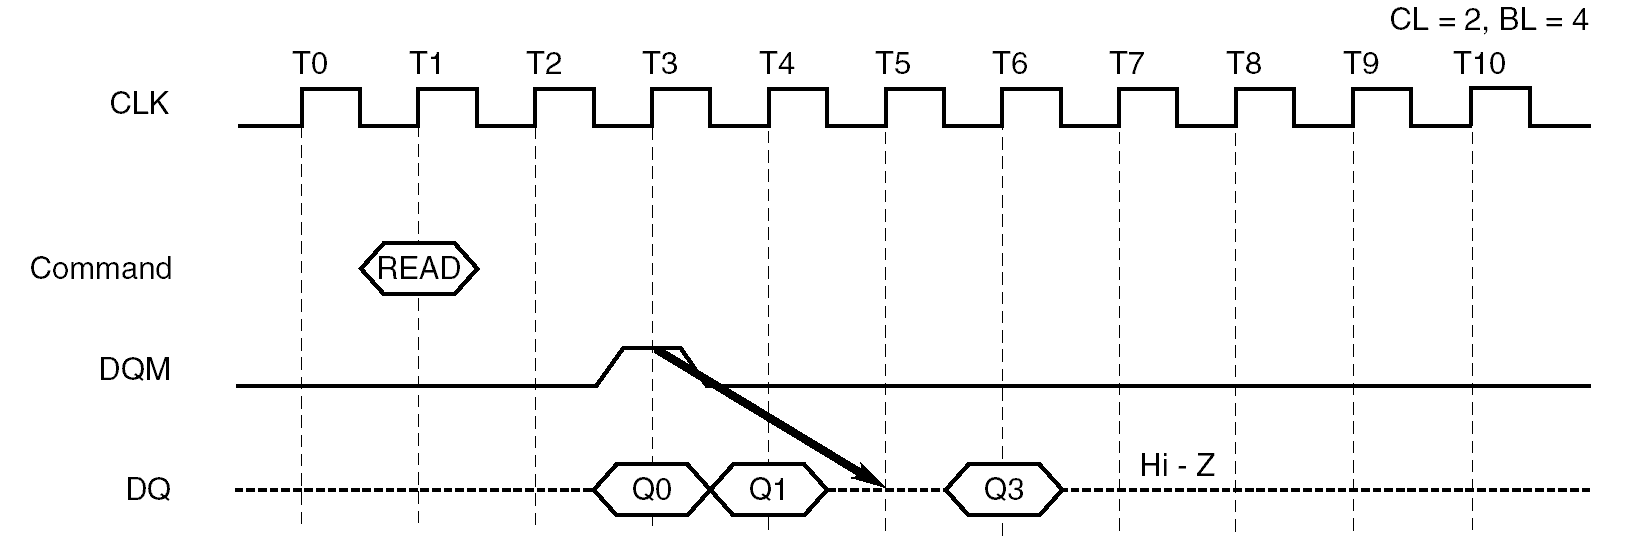 CL = 2, BL = 4
T0 T1 T2 T3 T4 T5 T6 T7 T8 T9 T10
CLK
Command READ
DQM
Hi - Z
DQ Q0 Q1 Q3